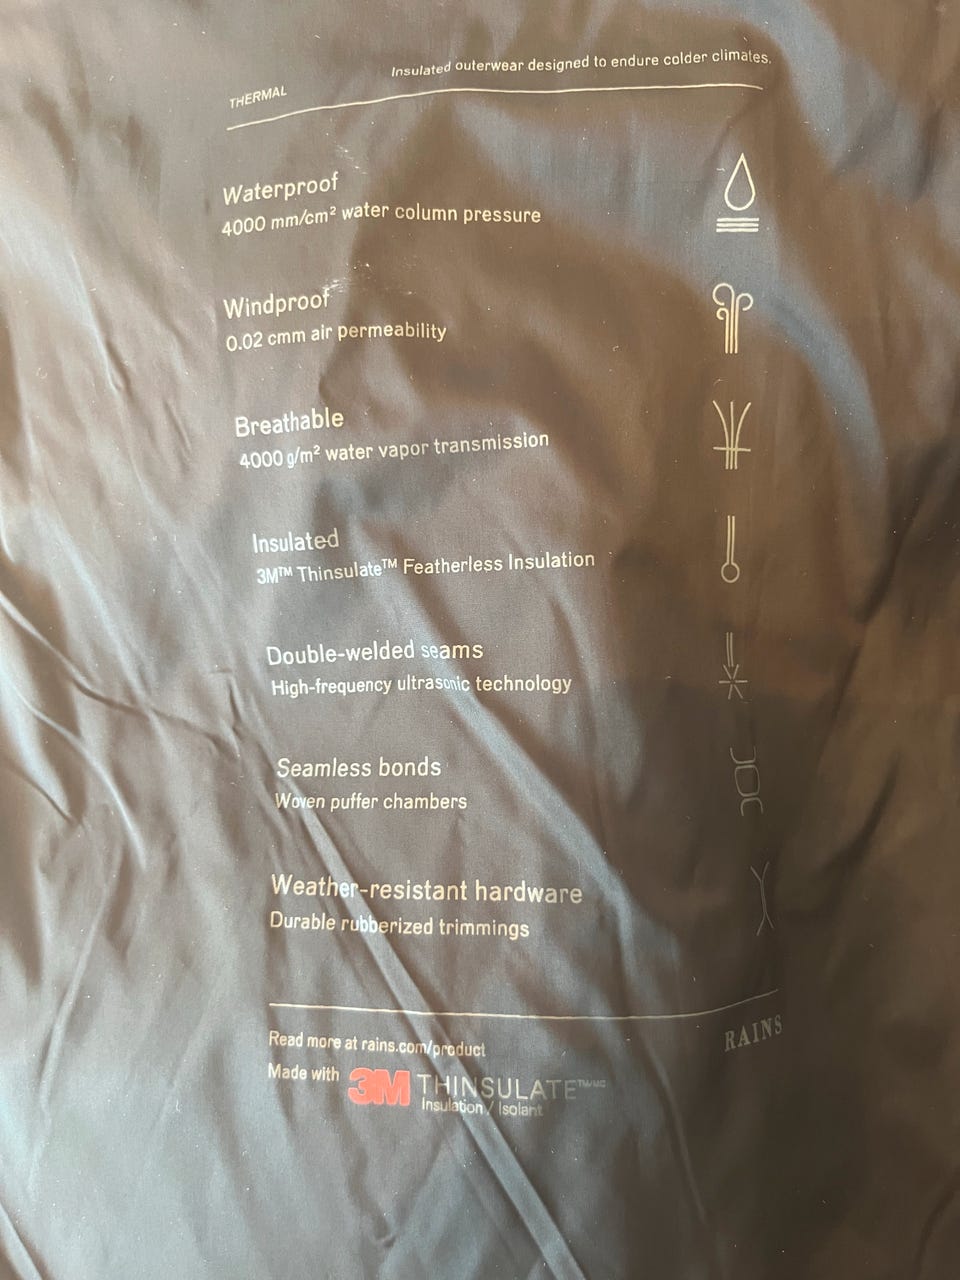 THERMAL
Insulated outerwear designed to endure colder climates.
Waterproof
4000 mm/cm² water column pressure
Windproof
0.02 cmm air permeability
Breathable
4000 g/m² water vapor transmission
Insulated
3M™ Thinsulate™ Featherless Insulation
Double-welded seams
High-frequency ultrasonic technology
Seamless bonds
Woven puffer chambers
Weather-resistant hardware
Durable rubberized trimmings
RAINS
Read more at rains.com/product
Made with 3M THINSULATE™/MC
Insulation / Isolant